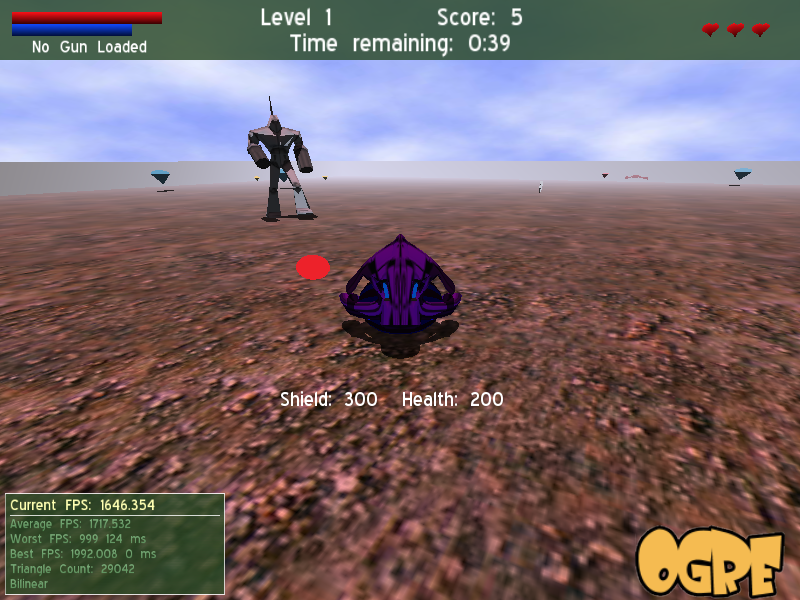 Level 1 Score: 5
Time remaining: 0:39
No Gun Loaded
Shield: 300 Health: 200
Current FPS: 1646.354
Average FPS: 1717.532
Worst FPS: 999 124 ms
Best FPS: 1992.008 0 ms
Triangle Count: 29042
Bilinear
OGRE